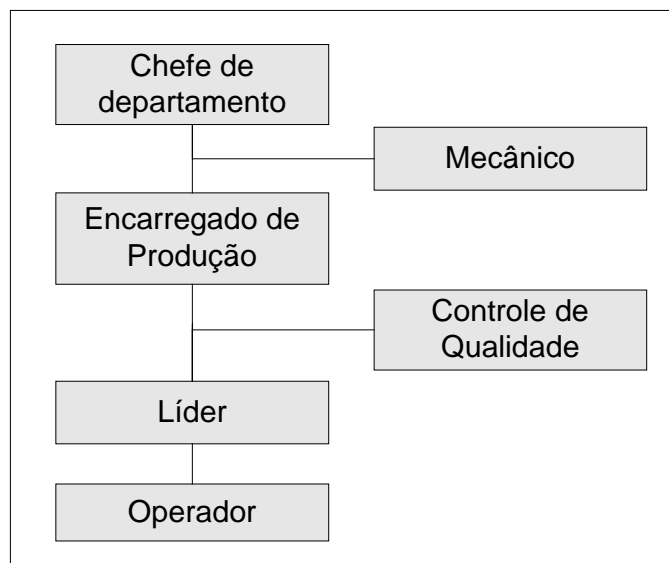 Chefe de
departamento
Mecânico
Encarregado de
Produção
Controle de
Qualidade
Líder
Operador